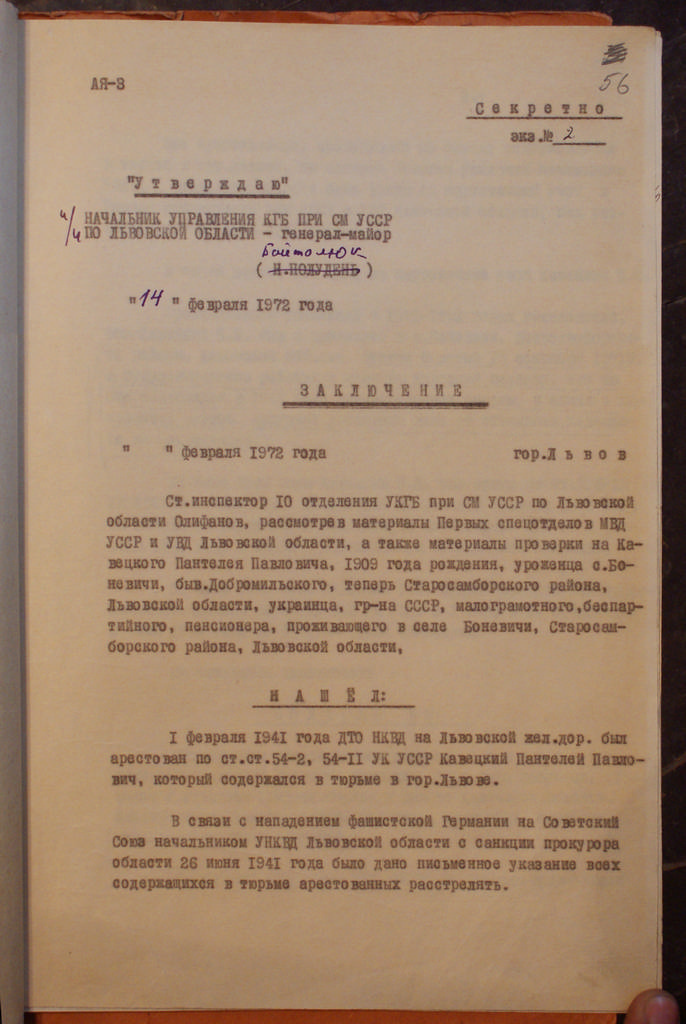 56
АЯ-3
Секретно
экз.№ 2
"Утверждаю"
НАЧАЛЬНИК УПРАВЛЕНИЯ КГБ ПРИ СМ УССР
ПО ЛЬВОВСКОЙ ОБЛАСТИ - генерал-майор
(Н.ПОЛУДЕНЬ)
"14" февраля 1972 года
ЗАКЛЮЧЕНИЕ
" " февраля 1972 года гор.Львов
Ст.инспектор 10 отделения УКГБ при СМ УССР по Львовской
области Олифанов, рассмотрев материалы Первых спецотделов МВД
УССР и УВД Львовской области, а также материалы проверки на Ка-
вецкого Пантелея Павловича, 1909 года рождения, уроженца с.Бо-
невичи, быв.Добромильского, теперь Старосамборского района,
Львовской области, украинца, гр-на СССР, малограмотного,беспар-
тийного, пенсионера, проживающего в селе Боневичи, Старосам-
борского района, Львовской области,
НАШЁЛ:
I февраля 1941 года ДТО НКВД на Львовской жел.дор. был
арестован по ст.ст.54-2, 54-II УК УССР Кавецкий Пантелей Павло-
вич, который содержался в тюрьме в гор.Львове.
В связи с нападением фашистской Германии на Советский
Союз начальником УНКВД Львовской области с санкции прокурора
области 26 июня 1941 года было дано письменное указание всех
содержащихся в тюрьме арестованных расстрелять.